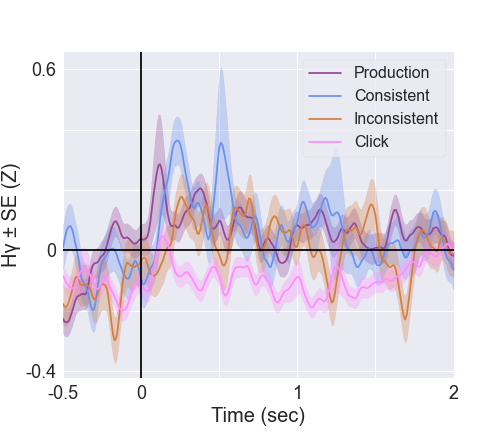 0.6
0
-0.4
Hγ ± SE (Z)
Production
Consistent
Inconsistent
Click
-0.5
0
1
2
Time (sec)